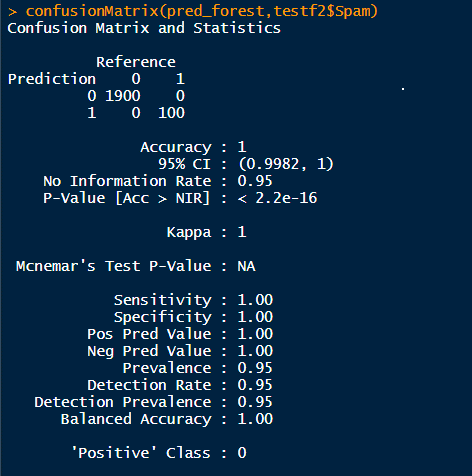 > confusionMatrix(pred_forest,testf2$Spam)
Confusion Matrix and Statistics
Reference
Prediction 0 1
0 1900 0
1 0 100
Accuracy : 1
95% CI : (0.9982, 1)
No Information Rate : 0.95
P-Value [Acc > NIR] : < 2.2e-16
Kappa : 1
Mcnemar's Test P-Value : NA
Sensitivity : 1.00
Specificity : 1.00
Pos Pred Value : 1.00
Neg Pred Value : 1.00
Prevalence : 0.95
Detection Rate : 0.95
Detection Prevalence : 0.95
Balanced Accuracy : 1.00
'Positive' Class : 0